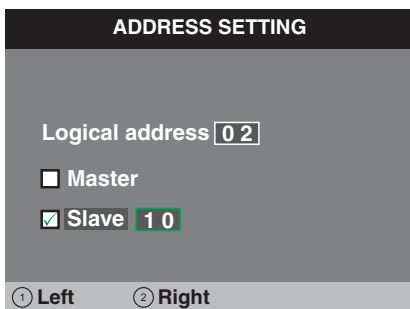 ADDRESS SETTING
Logical address 0 2
Master
Slave 1 0
1 Left 2 Right